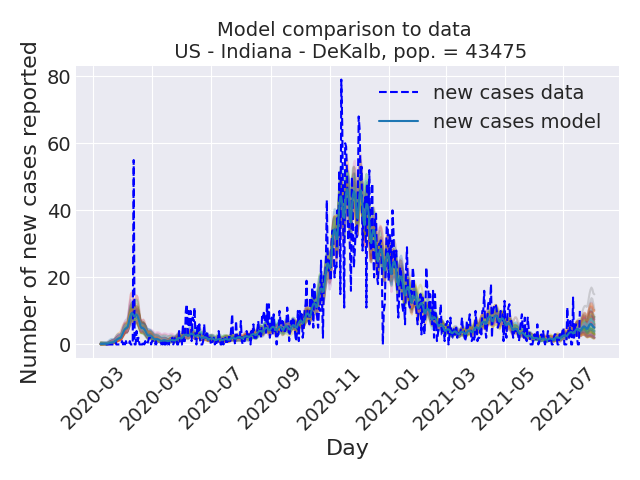 Model comparison to data
US - Indiana - DeKalb, pop. = 43475
Number of new cases reported
80
60
40
20
0
new cases data
new cases model
2020-03
2020-05
2020-07
2020-09
2020-11
2021-01
2021-03
2021-05
2021-07
Day